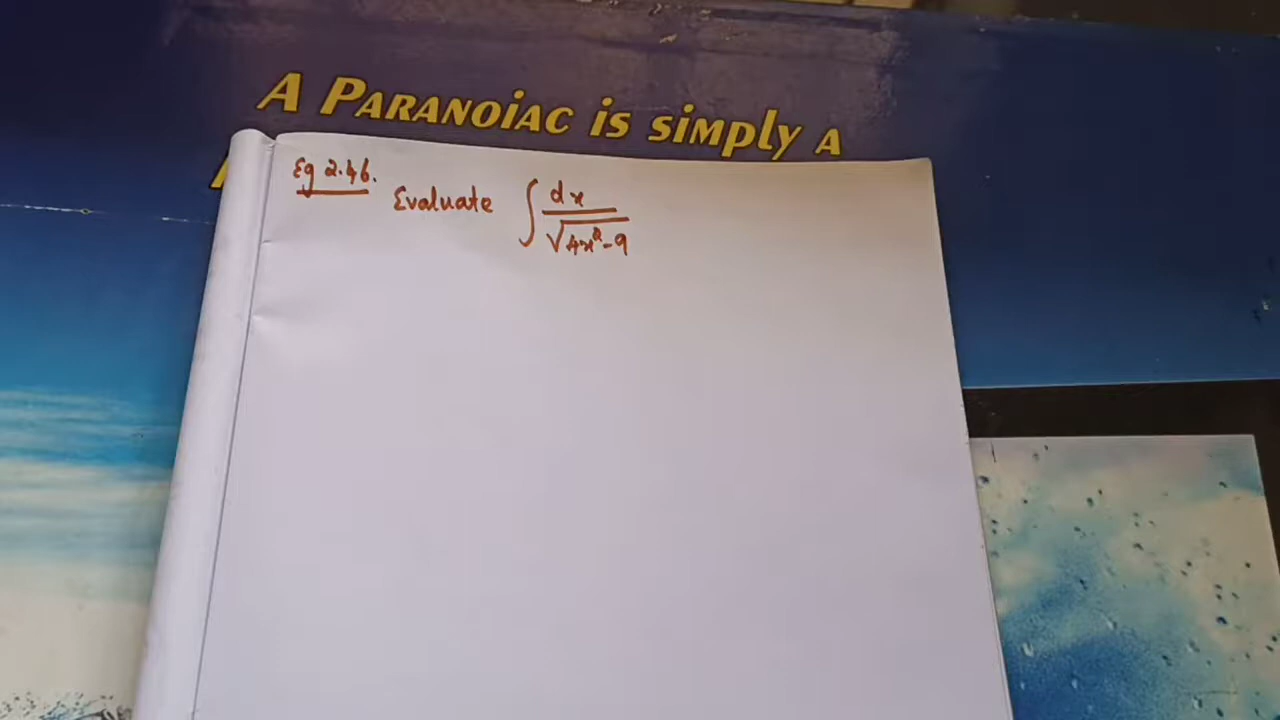 A PARANOiAC iS SiMPLY A
Eg 2.46.
Evaluate ∫ dx / √4x²-9